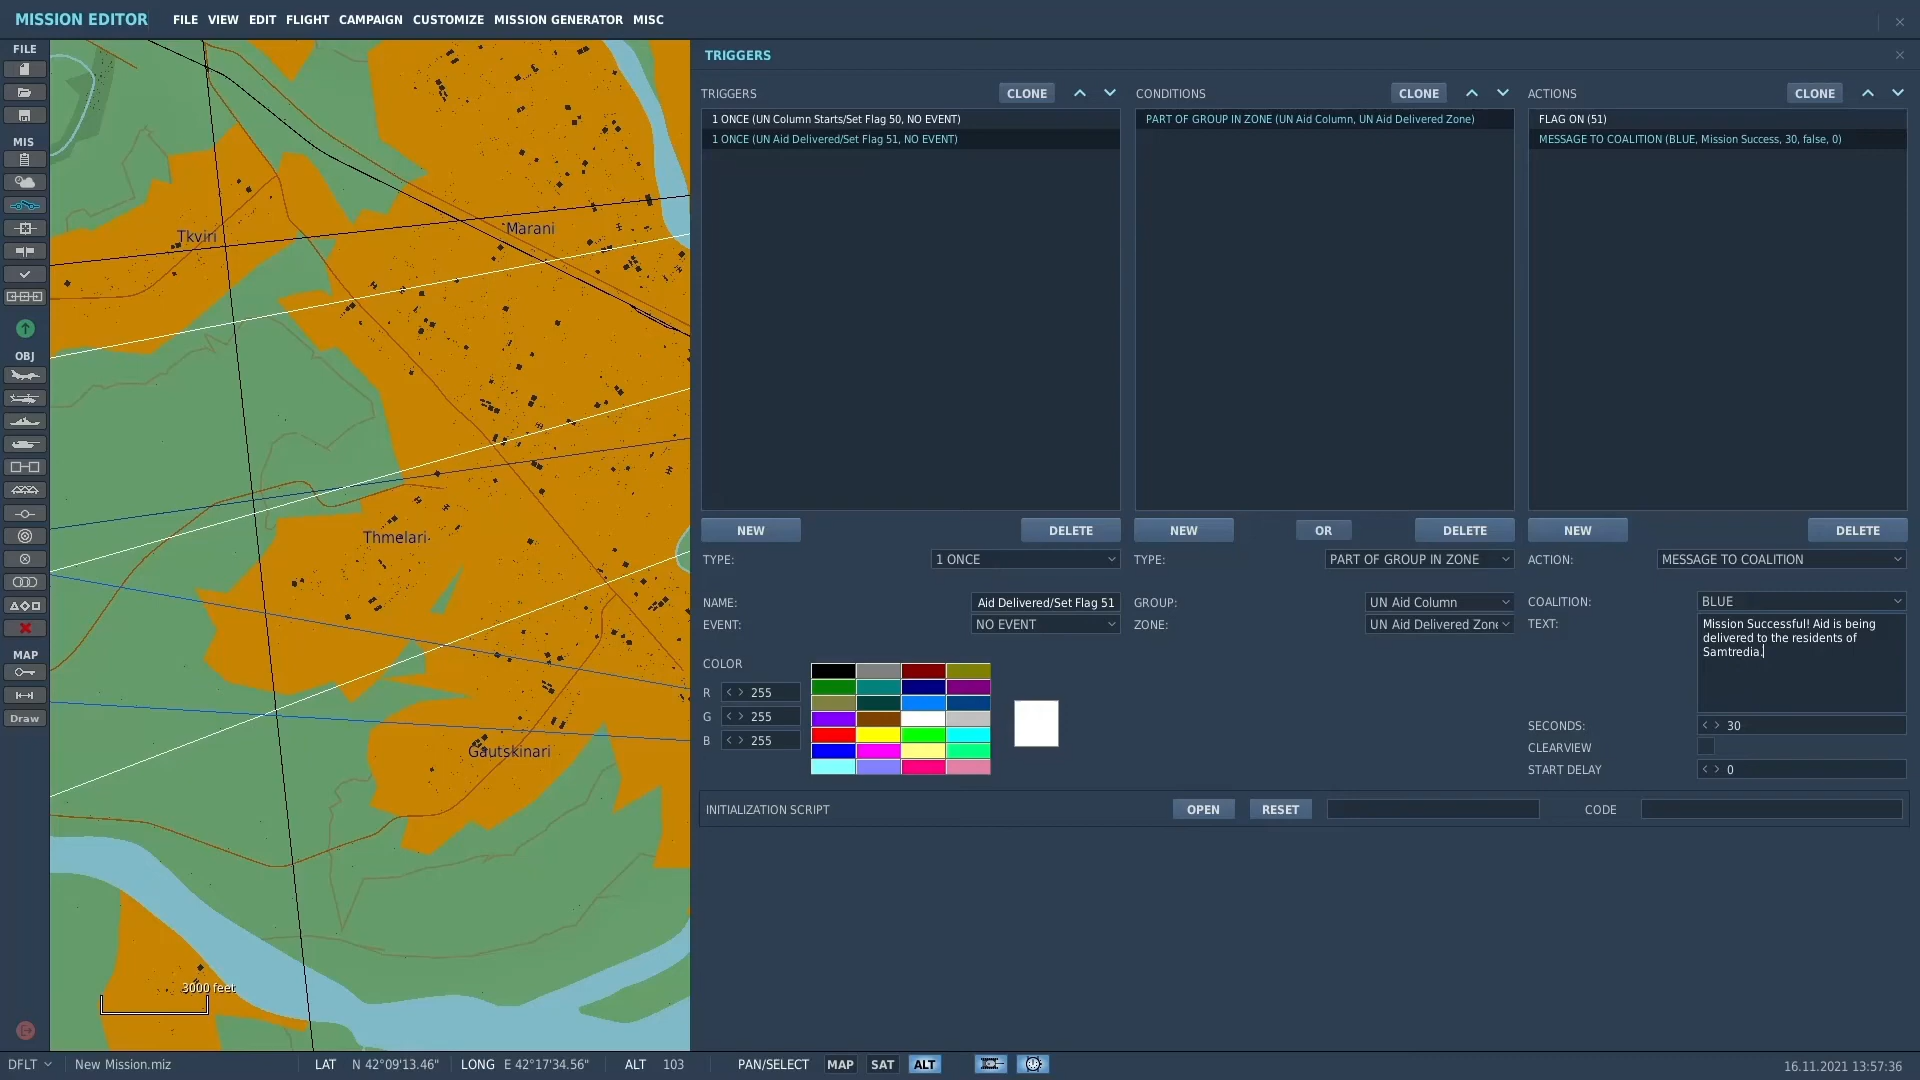 MISSION EDITOR FILE VIEW EDIT FLIGHT CAMPAIGN CUSTOMIZE MISSION GENERATOR MISC
FILE
MIS
OBJ
MAP
Draw
Tkviri
Marani
Thmelari
Gautskinari
3000 feet
TRIGGERS
TRIGGERS CLONE
1 ONCE (UN Column Starts/Set Flag 50, NO EVENT)
1 ONCE (UN Aid Delivered/Set Flag 51, NO EVENT)
NEW DELETE
TYPE: 1 ONCE
NAME: Aid Delivered/Set Flag 51
EVENT: NO EVENT
COLOR
R 255
G 255
B 255
CONDITIONS CLONE
PART OF GROUP IN ZONE (UN Aid Column, UN Aid Delivered Zone)
NEW OR DELETE
TYPE: PART OF GROUP IN ZONE
GROUP: UN Aid Column
ZONE: UN Aid Delivered Zone
ACTIONS CLONE
FLAG ON (51)
MESSAGE TO COALITION (BLUE, Mission Success, 30, false, 0)
NEW DELETE
ACTION: MESSAGE TO COALITION
COALITION: BLUE
TEXT: Mission Successful! Aid is being
delivered to the residents of
Samtredia.
SECONDS: 30
CLEARVIEW
START DELAY 0
INITIALIZATION SCRIPT OPEN RESET CODE
DFLT New Mission.miz LAT N 42°09'13.46" LONG E 42°17'34.56" ALT 103 PAN/SELECT MAP SAT ALT 16.11.2021 13:57:36